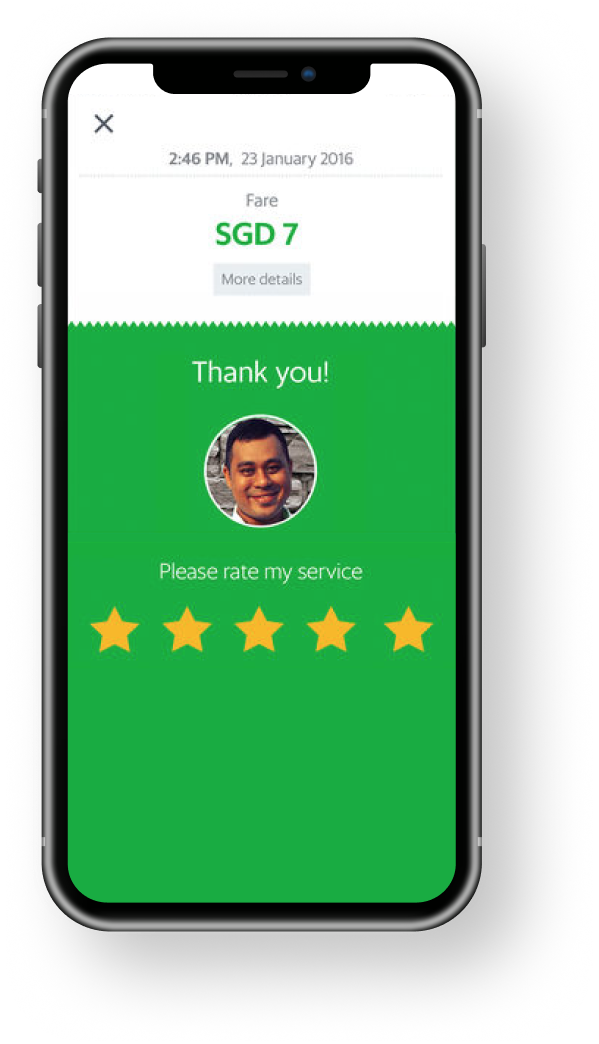 2:46 PM, 23 January 2016
Fare
SGD 7
More details
Thank you!
Please rate my service